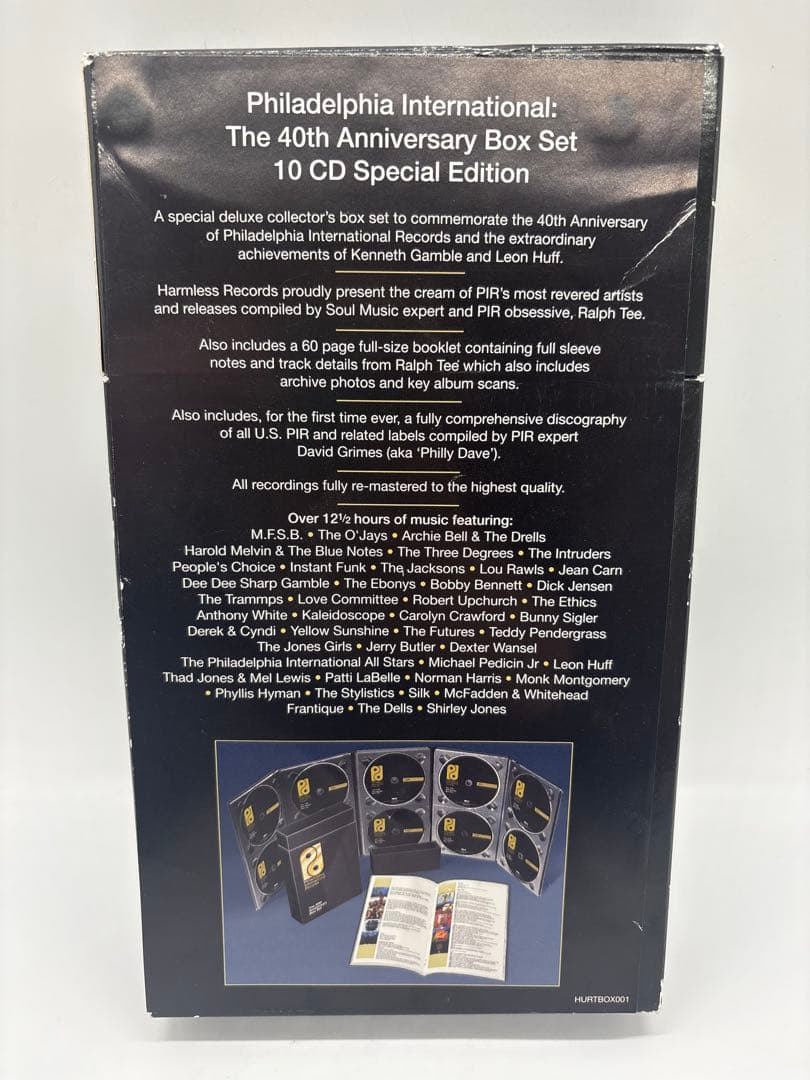 Philadelphia International:
The 40th Anniversary Box Set
10 CD Special Edition
A special deluxe collector's box set to commemorate the 40th Anniversary
of Philadelphia International Records and the extraordinary
achievements of Kenneth Gamble and Leon Huff.
Harmless Records proudly present the cream of PIR's most revered artists
and releases compiled by Soul Music expert and PIR obsessive, Ralph Tee.
Also includes a 60 page full-size booklet containing full sleeve
notes and track details from Ralph Tee which also includes
archive photos and key album scans.
Also includes, for the first time ever, a fully comprehensive discography
of all U.S. PIR and related labels compiled by PIR expert
David Grimes (aka 'Philly Dave').
All recordings fully re-mastered to the highest quality.
Over 12½ hours of music featuring:
M.F.S.B. • The O'Jays • Archie Bell & The Drells
Harold Melvin & The Blue Notes • The Three Degrees • The Intruders
People's Choice • Instant Funk • The Jacksons • Lou Rawls • Jean Carn
Dee Dee Sharp Gamble • The Ebonys • Bobby Bennett • Dick Jensen
The Trammps • Love Committee • Robert Upchurch • The Ethics
Anthony White • Kaleidoscope • Carolyn Crawford • Bunny Sigler
Derek & Cyndi • Yellow Sunshine • The Futures • Teddy Pendergrass
The Jones Girls • Jerry Butler • Dexter Wansel
The Philadelphia International All Stars • Michael Pedicin Jr • Leon Huff
Thad Jones & Mel Lewis • Patti LaBelle • Norman Harris • Monk Montgomery
• Phyllis Hyman • The Stylistics • Silk • McFadden & Whitehead
Frantique • The Dells • Shirley Jones
HURTBOX001